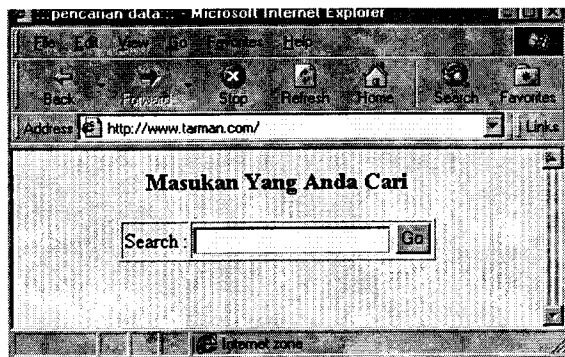 ...:pencarian data:... - Microsoft Internet Explorer
File Edit View Go Favorites Help
Back Forward Stop Refresh Home Search Favorites
Address http://www.tarman.com/ Links
Masukan Yang Anda Cari
Search : Go
Internet zone